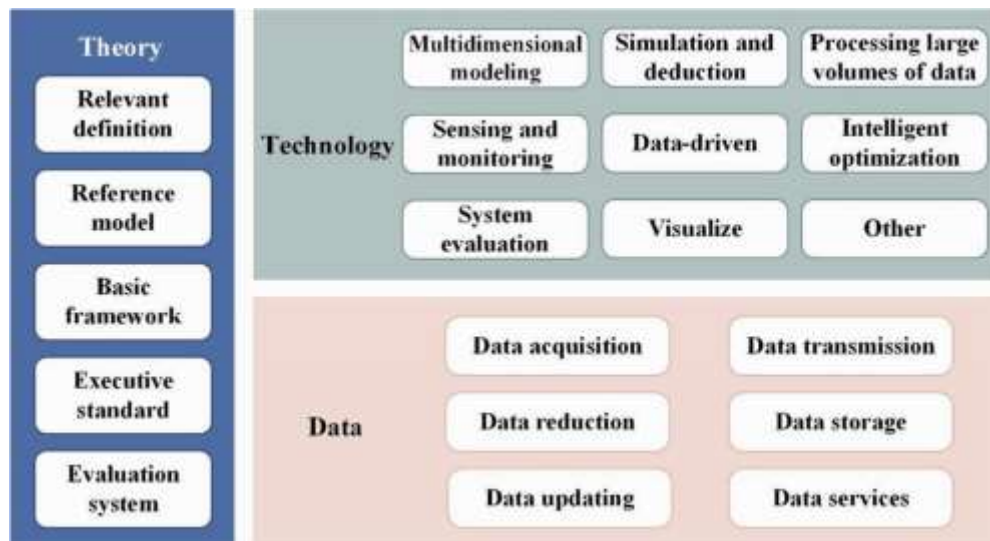 Theory
Relevant
definition
Reference
model
Basic
framework
Executive
standard
Evaluation
system
Technology
Multidimensional
modeling
Simulation and
deduction
Processing large
volumes of data
Sensing and
monitoring
Data-driven
Intelligent
optimization
System
evaluation
Visualize
Other
Data
Data acquisition
Data transmission
Data reduction
Data storage
Data updating
Data services